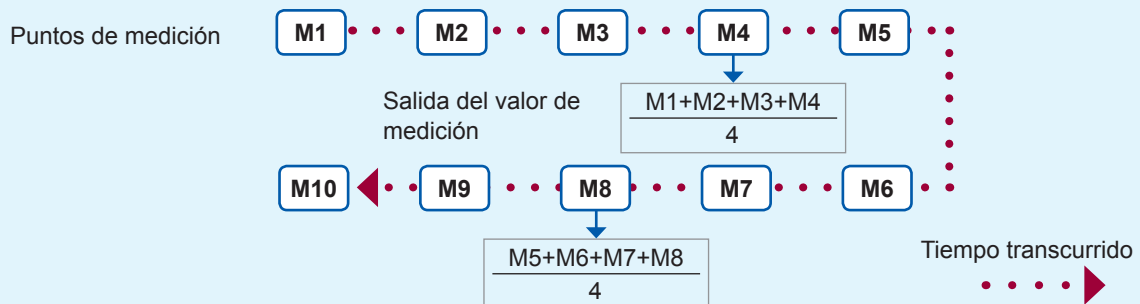 Puntos de medición
M1 M2 M3 M4 M5
Salida del valor de
medición
M1+M2+M3+M4
4
M10 M9 M8 M7 M6
M5+M6+M7+M8
4
Tiempo transcurrido